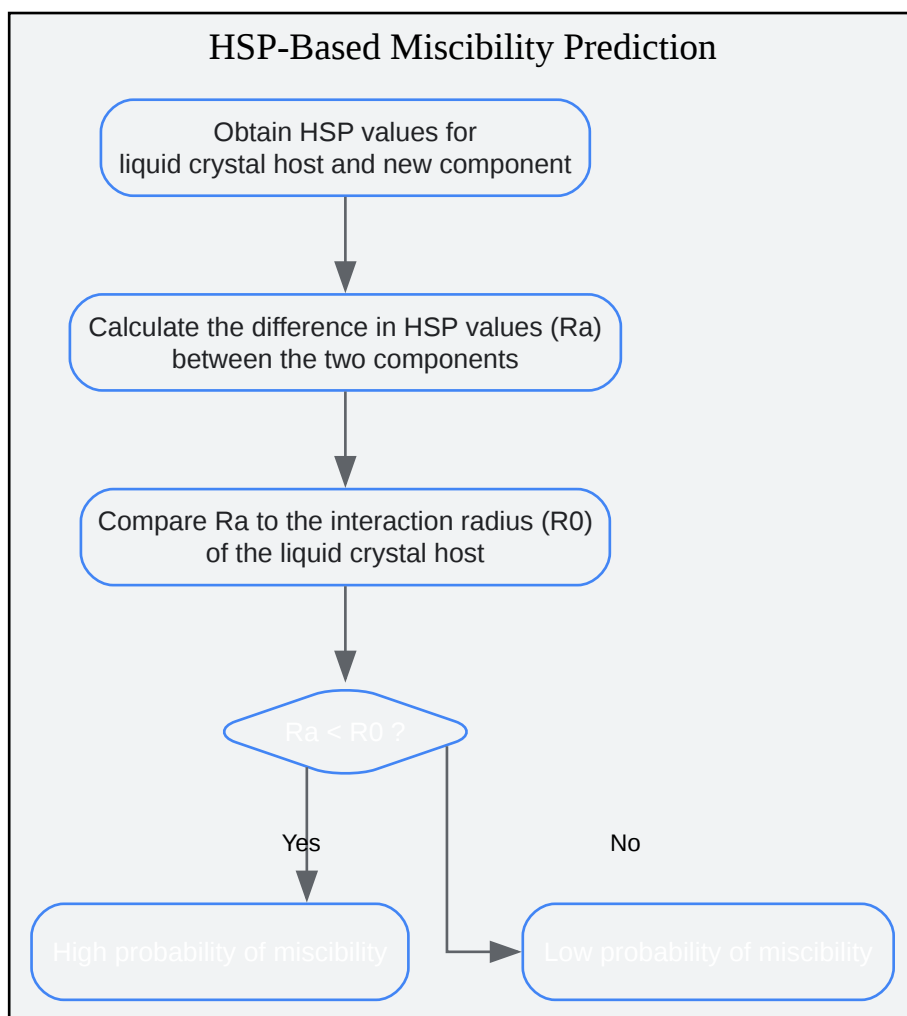 HSP-Based Miscibility Prediction
Obtain HSP values for
liquid crystal host and new component
Calculate the difference in HSP values (Ra)
between the two components
Compare Ra to the interaction radius (R0)
of the liquid crystal host
Ra < R0 ?
Yes
No
High probability of miscibility
Low probability of miscibility